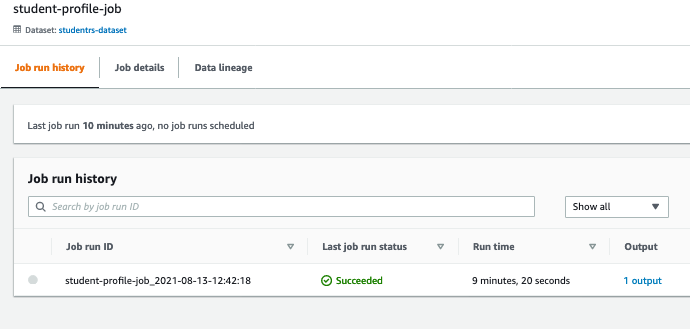 student-profile-job
Dataset: studentrs-dataset
Job run history Job details Data lineage
Last job run 10 minutes ago, no job runs scheduled
Job run history
Search by job run ID Show all
Job run ID Last job run status Run time Output
student-profile-job_2021-08-13-12:42:18 Succeeded 9 minutes, 20 seconds 1 output